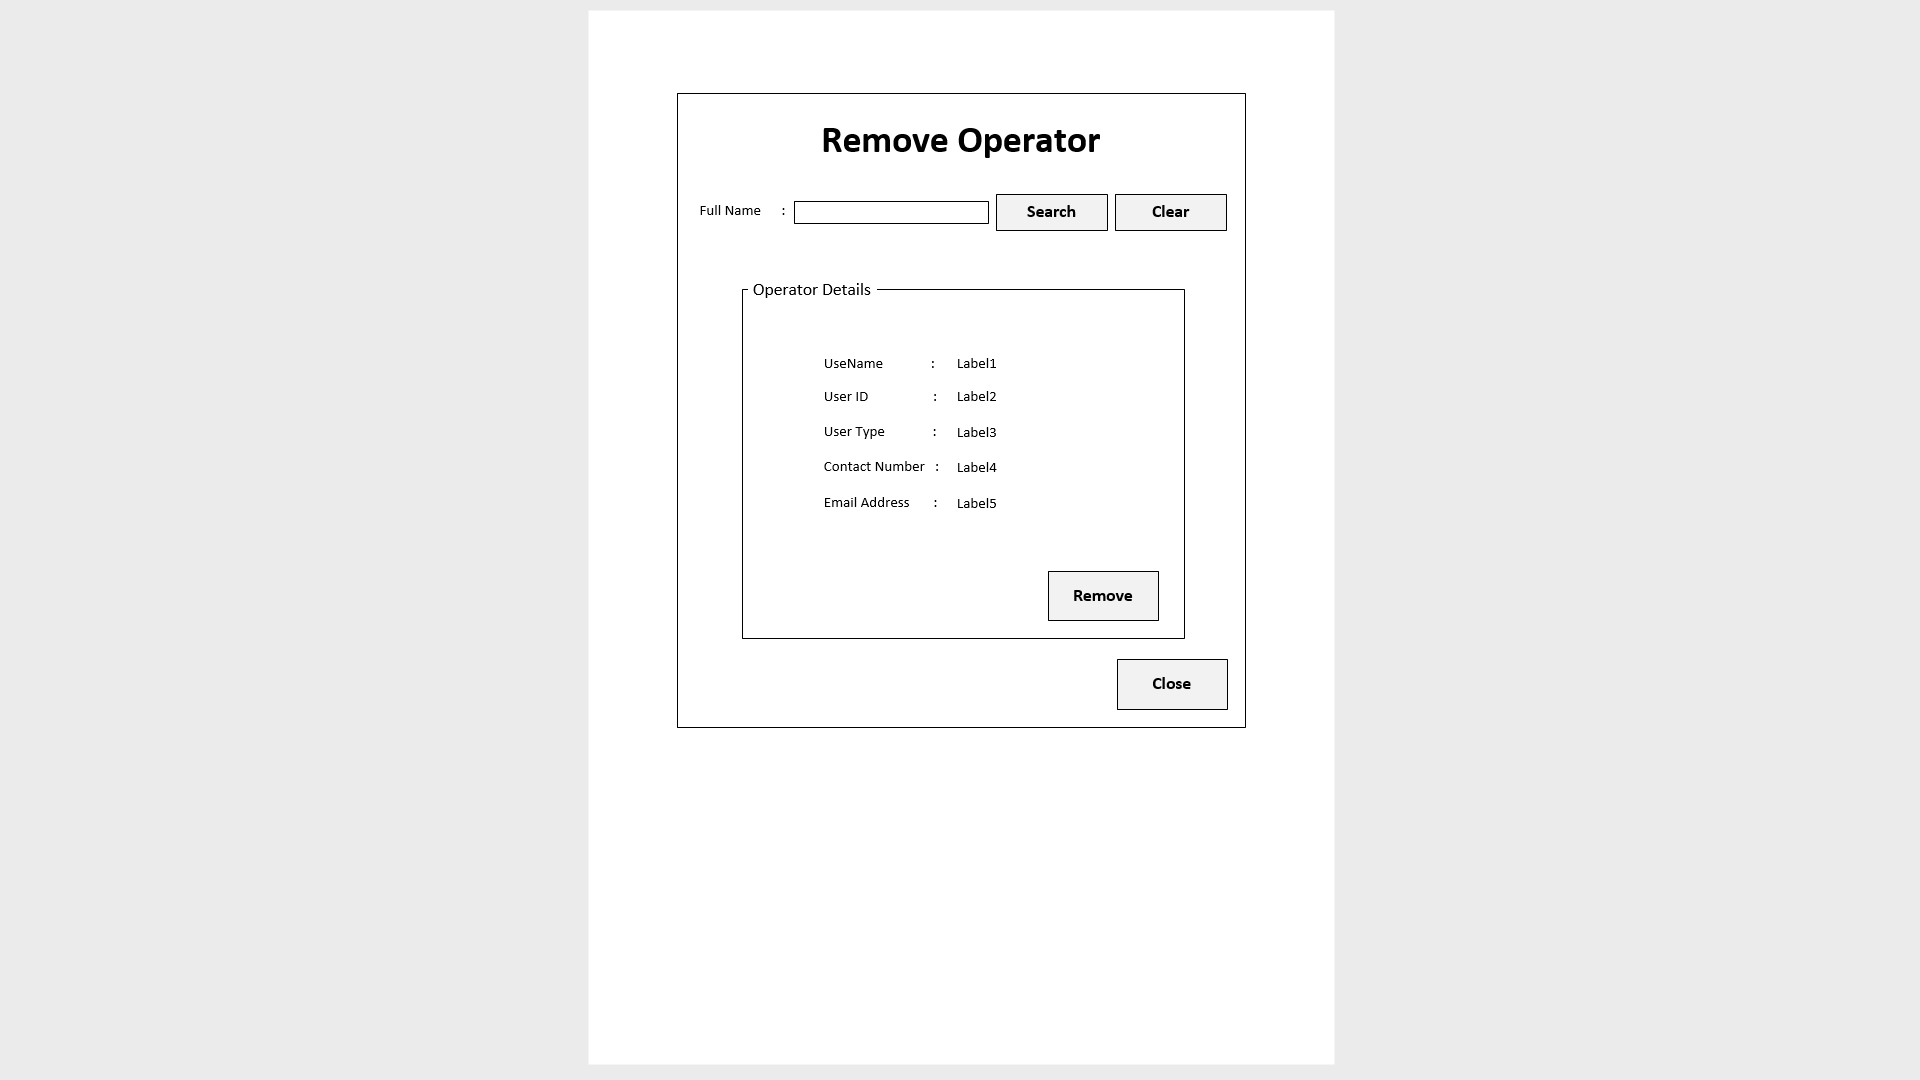 Remove Operator
Full Name : Search Clear
Operator Details
UseName : Label1
User ID : Label2
User Type : Label3
Contact Number : Label4
Email Address : Label5
Remove
Close